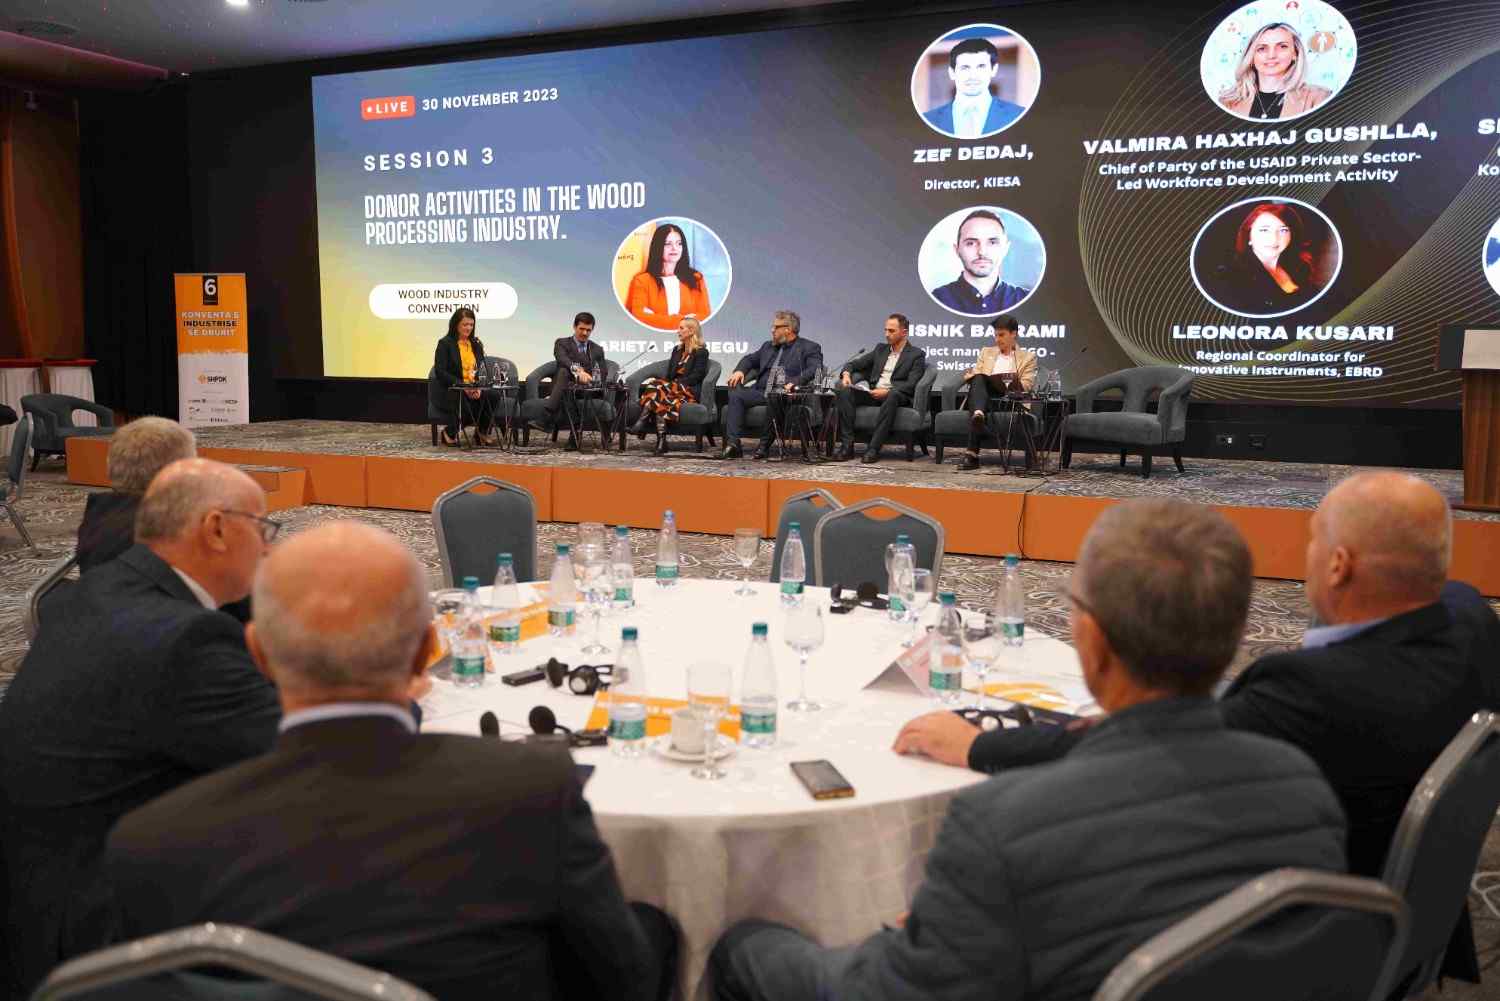 LIVE 30 NOVEMBER 2023
SESSION 3
DONOR ACTIVITIES IN THE WOOD
PROCESSING INDUSTRY.
WOOD INDUSTRY
CONVENTION
ZEF DEDAJ,
Director, KIESA
VALMIRA HAXHAJ GUSHLLA,
Chief of Party of the USAID Private Sector-
Led Workforce Development Activity
LEONORA KUSARI
Regional Coordinator for
Innovative Instruments, EBRD
6
KONVENTA E
INDUSTRISE
SË DRURIT
SHPDK